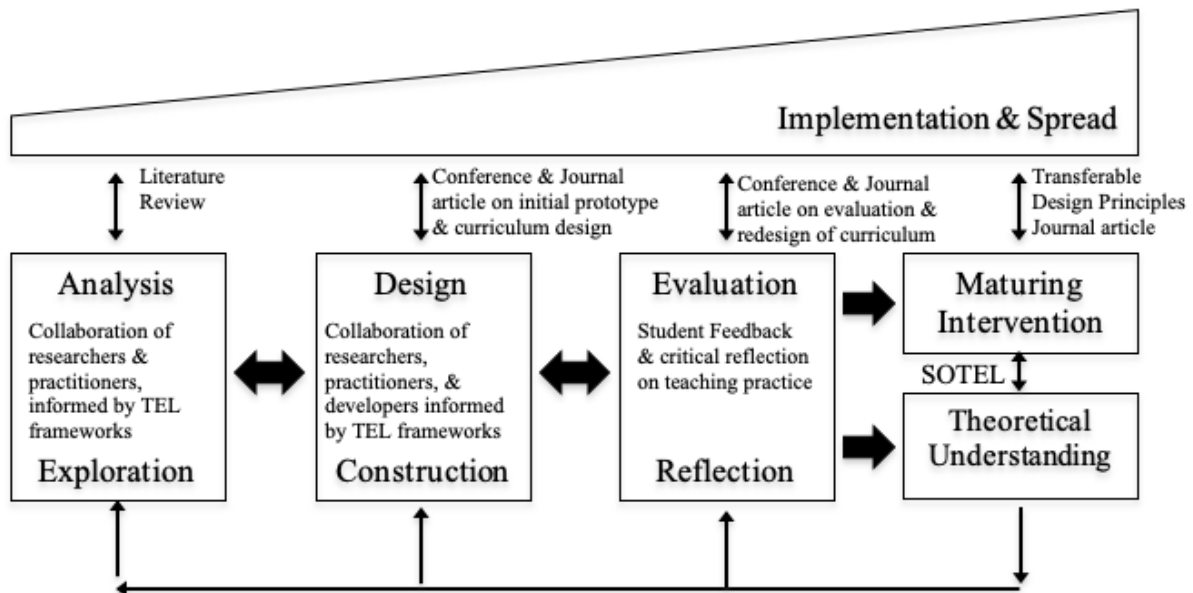 Implementation & Spread
Literature
Review
Conference & Journal
article on initial prototype
& curriculum design
Conference & Journal
article on evaluation &
redesign of curriculum
Transferable
Design Principles
Journal article
Analysis
Collaboration of
researchers &
practitioners,
informed by TEL
frameworks
Exploration
Design
Collaboration of
researchers,
practitioners, &
developers informed
by TEL frameworks
Construction
Evaluation
Student Feedback
& critical reflection
on teaching practice
Reflection
Maturing
Intervention
SOTEL
Theoretical
Understanding